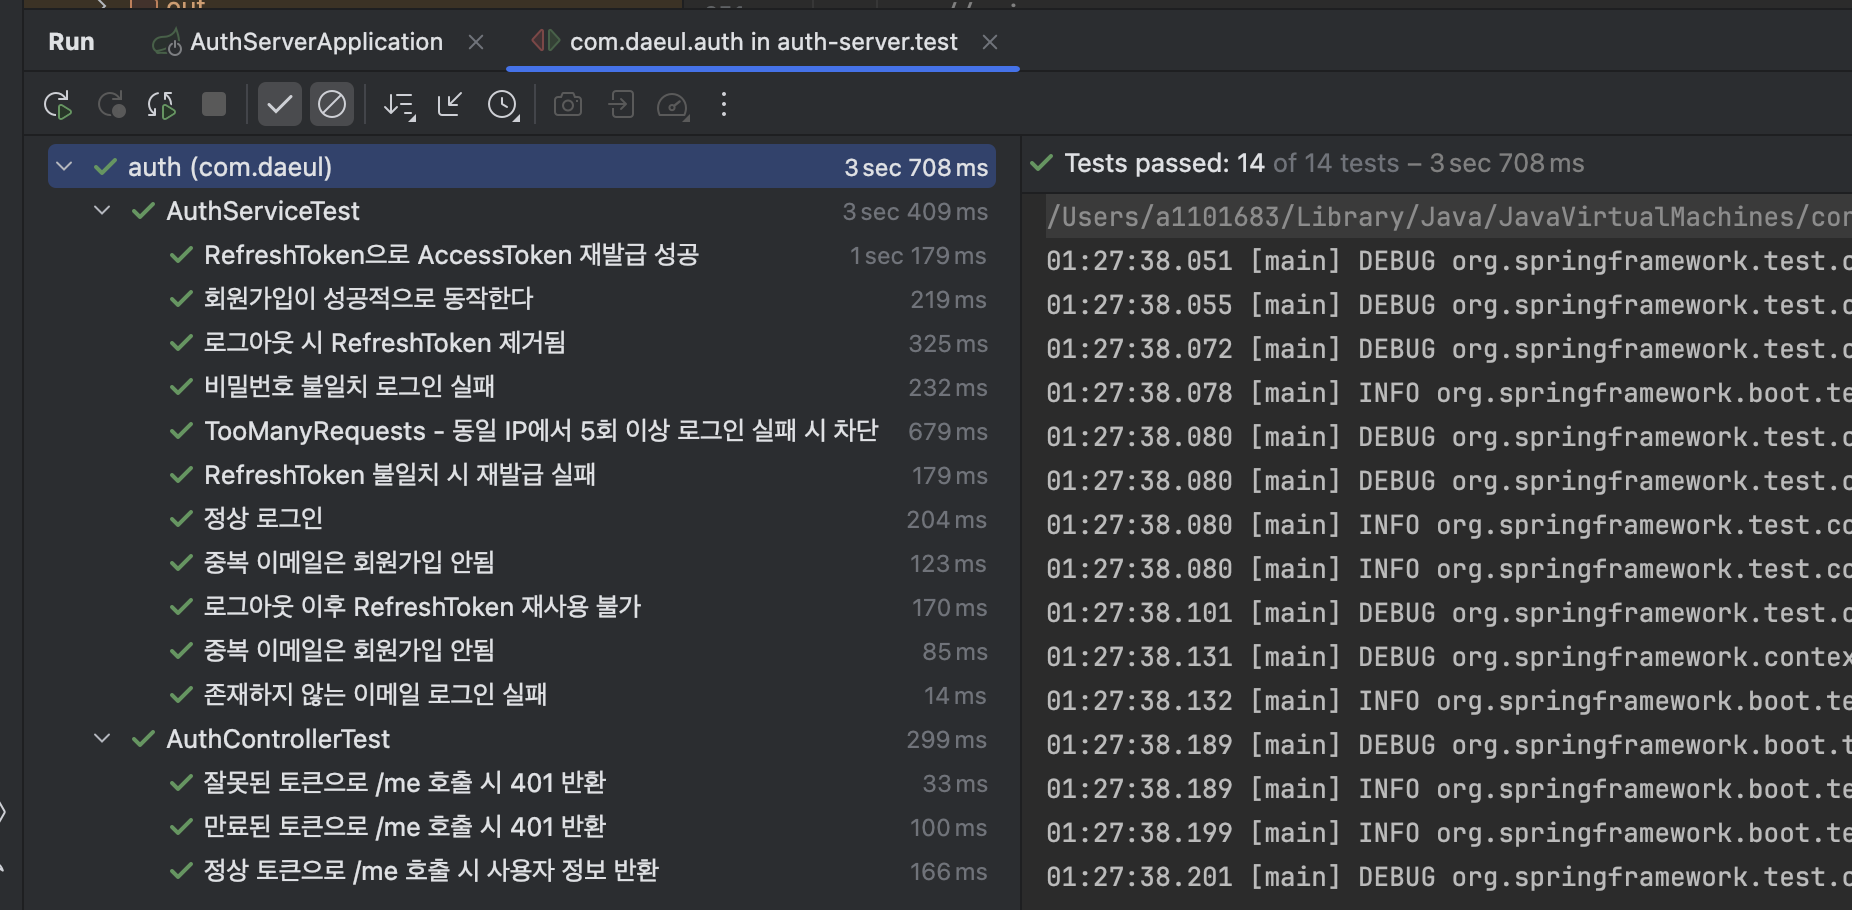 Run AuthServerApplication com.daeul.auth in auth-server.test
auth (com.daeul) 3 sec 708 ms
AuthServiceTest 3 sec 409 ms
RefreshToken으로 AccessToken 재발급 성공 1 sec 179 ms
회원가입이 성공적으로 동작한다 219 ms
로그아웃 시 RefreshToken 제거됨 325 ms
비밀번호 불일치 로그인 실패 232 ms
TooManyRequests - 동일 IP에서 5회 이상 로그인 실패 시 차단 679 ms
RefreshToken 불일치 시 재발급 실패 179 ms
정상 로그인 204 ms
중복 이메일은 회원가입 안됨 123 ms
로그아웃 이후 RefreshToken 재사용 불가 170 ms
중복 이메일은 회원가입 안됨 85 ms
존재하지 않는 이메일 로그인 실패 14 ms
AuthControllerTest 299 ms
잘못된 토큰으로 /me 호출 시 401 반환 33 ms
만료된 토큰으로 /me 호출 시 401 반환 100 ms
정상 토큰으로 /me 호출 시 사용자 정보 반환 166 ms
Tests passed: 14 of 14 tests – 3 sec 708 ms
/Users/a1101683/Library/Java/JavaVirtualMachines/cor
01:27:38.051 [main] DEBUG org.springframework.test.c
01:27:38.055 [main] DEBUG org.springframework.test.c
01:27:38.072 [main] DEBUG org.springframework.test.c
01:27:38.078 [main] INFO org.springframework.boot.te
01:27:38.080 [main] DEBUG org.springframework.test.c
01:27:38.080 [main] DEBUG org.springframework.test.c
01:27:38.080 [main] INFO org.springframework.test.co
01:27:38.080 [main] INFO org.springframework.test.co
01:27:38.101 [main] DEBUG org.springframework.test.c
01:27:38.131 [main] DEBUG org.springframework.contex
01:27:38.132 [main] INFO org.springframework.boot.te
01:27:38.189 [main] DEBUG org.springframework.boot.t
01:27:38.189 [main] INFO org.springframework.boot.te
01:27:38.199 [main] INFO org.springframework.boot.te
01:27:38.201 [main] DEBUG org.springframework.test.c